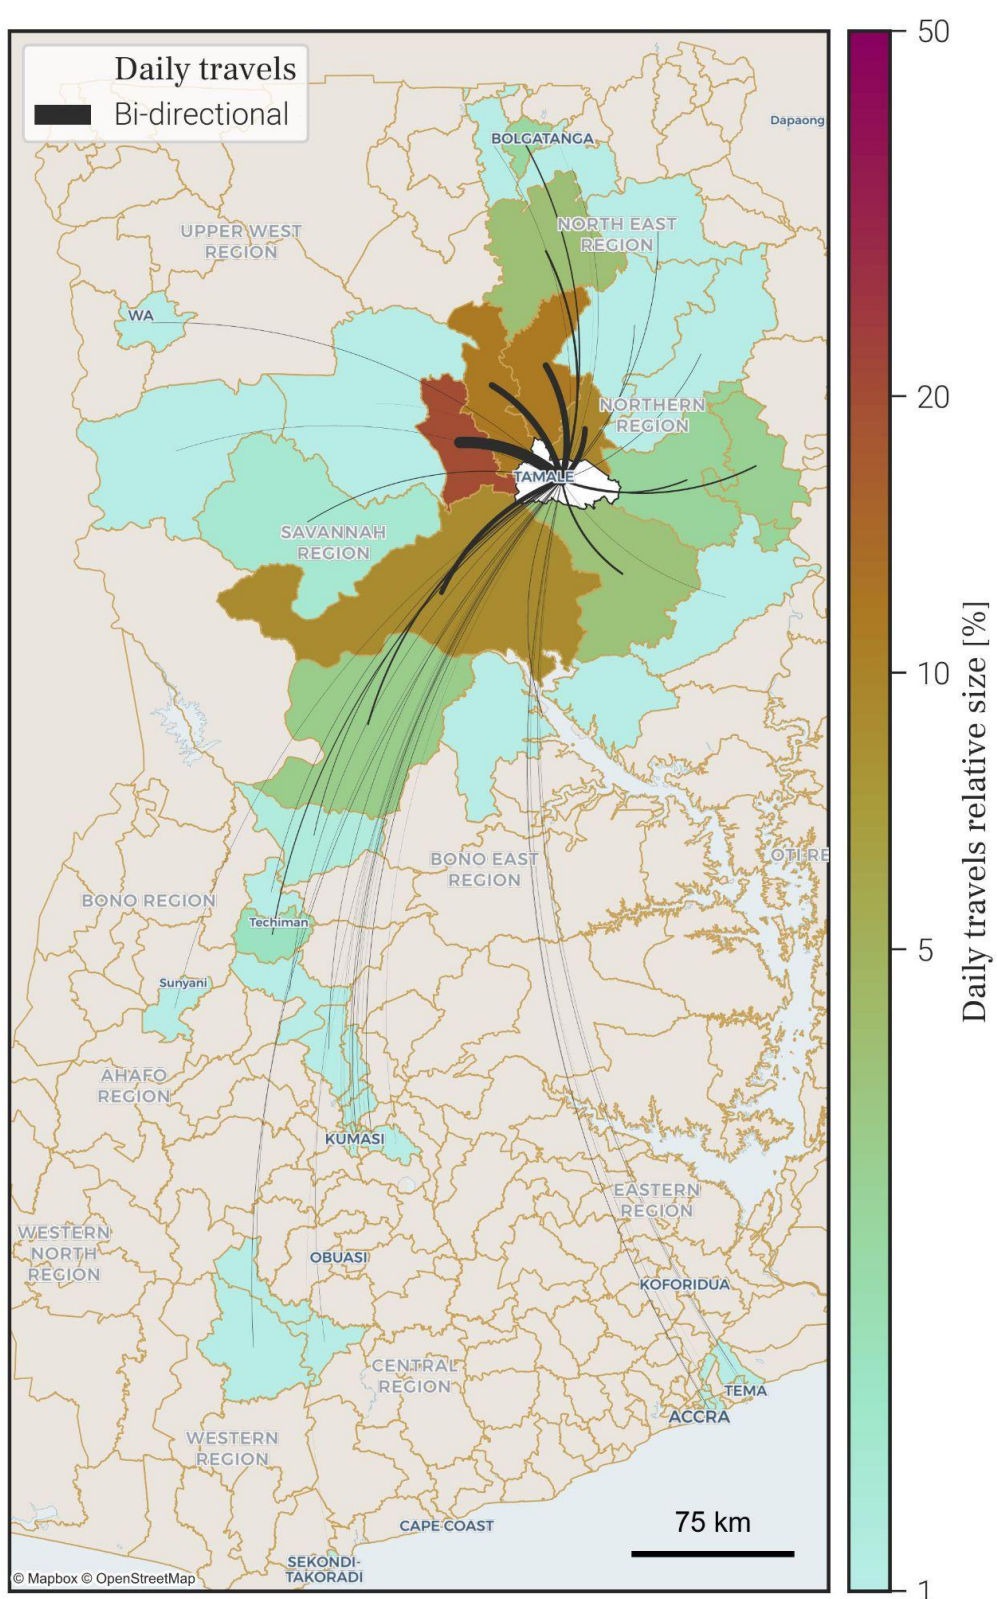 Daily travels
Bi-directional
Dapaong
BOLGATANGA
NORTH EAST
REGION
UPPER WEST
REGION
WA
NORTHERN
REGION
TAMALE
SAVANNAH
REGION
BONO EAST
REGION
OTI RE
BONO REGION
Techiman
Sunyani
AHAFO
REGION
KUMASI
EASTERN
REGION
WESTERN
NORTH
REGION
OBUASI
KOFORIDUA
CENTRAL
REGION
TEMA
ACCRA
WESTERN
REGION
CAPE COAST
SEKONDI-
TAKORADI
75 km
© Mapbox © OpenStreetMap
50
20
10
5
1
Daily travels relative size [%]